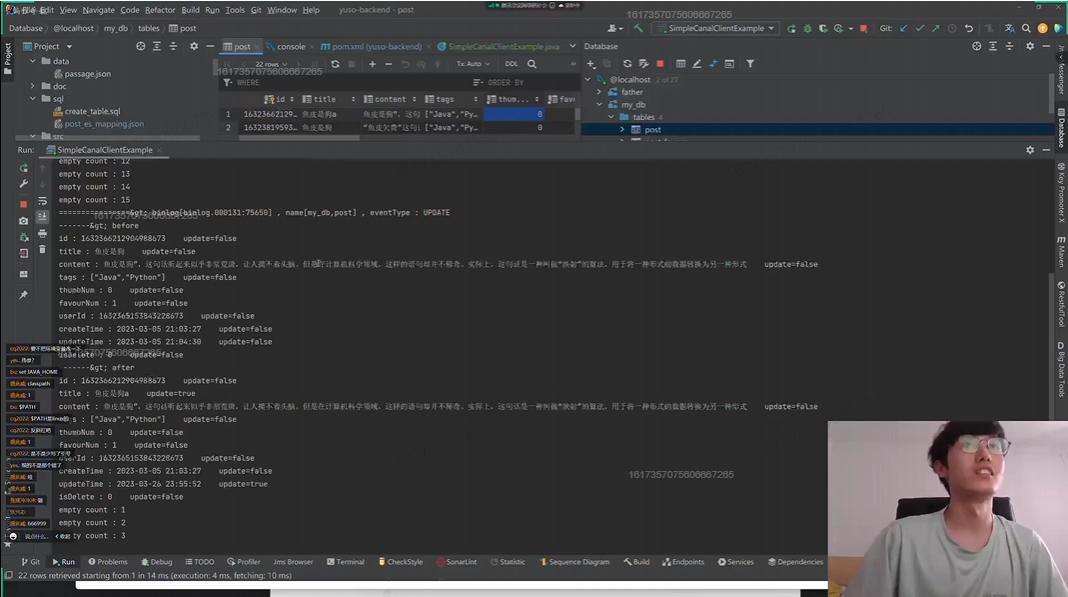 File Edit View Navigate Code Refactor Build Run Tools Git Window Help yuso-backend - post
1617357075606667265
Database @localhost my_db tables post
SimpleCanalClientExample
Git:
Project
post console pom.xml (yuso-backend) SimpleCanalClientExample.java
Database
data
passage.json
doc
sql
create_table.sql
post_es_mapping.json
src
22 rows
Tx: Auto
DDL
1617357075606667265
WHERE
ORDER BY
id title content tags thum...
1 16323662129... 鱼皮是狗a 鱼皮是狗”，这句 ["Java","Py... 0
2 16323819593... 鱼皮是狗 ["Java","Py... 0
@localhost 2 of 27
father
my_db
tables 4
post
Run: SimpleCanalClientExample
empty count : 12
empty count : 13
empty count : 14
empty count : 15
binlog[binlog.000131:75650] , name[my_db,post] , eventType : UPDATE
-------&gt; before
id : 1632366212904988673 update=false
title : 鱼皮是狗 update=false
content : 鱼皮是狗”，这句话听起来似乎非常荒诞，让人摸不着头脑，但是在计算机科学领域，这样的语句却并不稀奇。实际上，这句话是一种叫做“映射”的算法，用于将一种形式的数据转换为另一种形式 update=false
tags : ["Java","Python"] update=false
thumbNum : 0 update=false
favourNum : 1 update=false
userId : 1632365153843228673 update=false
createTime : 2023-03-05 21:03:27 update=false
updateTime : 2023-03-05 21:04:30 update=false
isDelete : 0 update=false
-------&gt; after
id : 1632366212904988673 update=false
title : 鱼皮是狗a update=true
content : 鱼皮是狗”，这句话听起来似乎非常荒诞，让人摸不着头脑，但是在计算机科学领域，这样的语句却并不稀奇。实际上，这句话是一种叫做“映射”的算法，用于将一种形式的数据转换为另一种形式 update=false
tags : ["Java","Python"] update=false
thumbNum : 0 update=false
favourNum : 1 update=false
userId : 1632365153843228673 update=false
createTime : 2023-03-05 21:03:27 update=false
updateTime : 2023-03-26 23:55:52 update=true
isDelete : 0 update=false
empty count : 1
empty count : 2
empty count : 3
set JAVA_HOME
classpath
$PATH
666999
说点什么... 收起
1617357075606667265
Database
Key Promoter X
Maven
RestfulTool
Big Data Tools
Git Run Problems Debug TODO Profiler Jms Browser Terminal CheckStyle SonarLint Statistic Sequence Diagram Build Endpoints Services Dependencies
22 rows retrieved starting from 1 in 14 ms (execution: 4 ms, fetching: 10 ms)